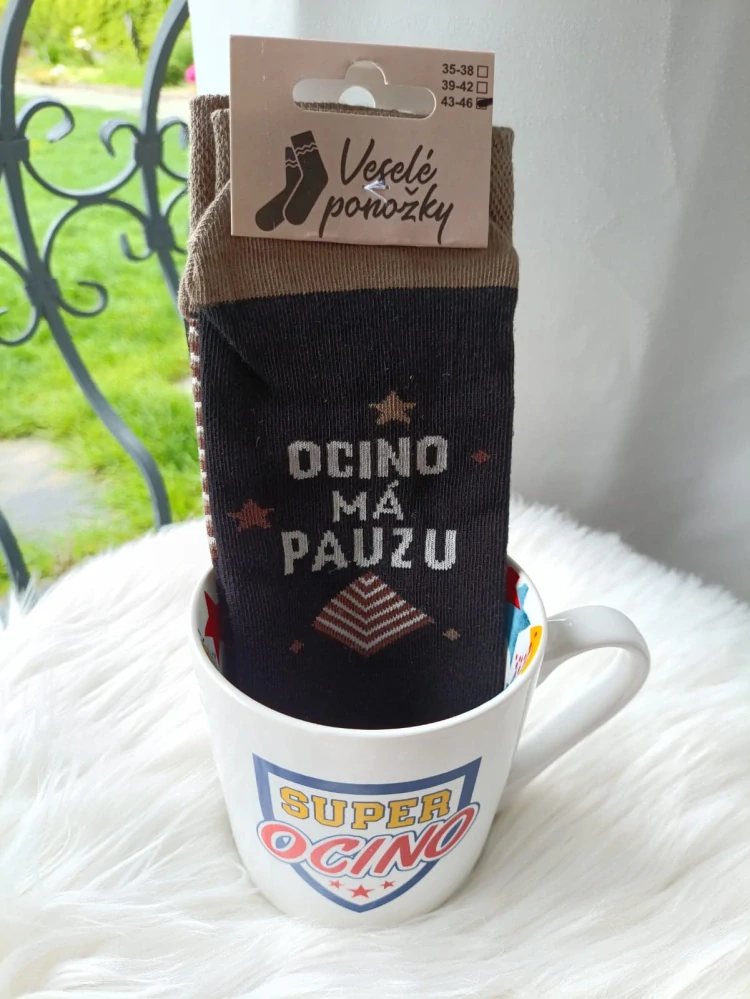 35-38
39-42
43-46
Veselé
ponožky
OCINO
MÁ
PAUZU
SUPER
OCINO